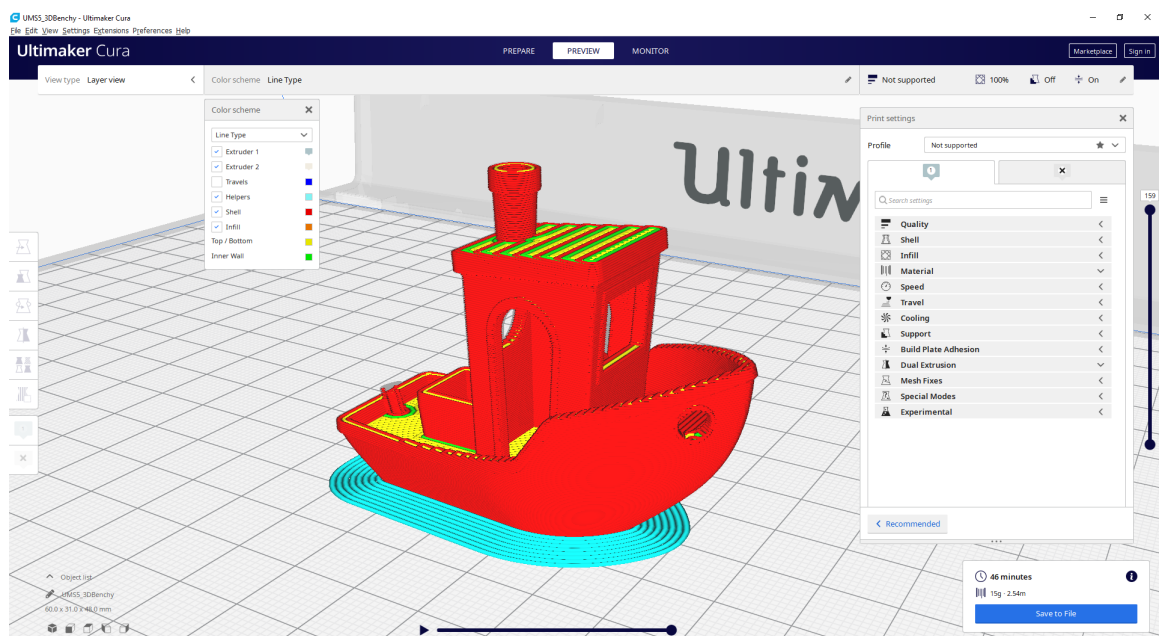 UMS5_3DBenchy - Ultimaker Cura
File Edit View Settings Extensions Preferences Help
Ultimaker Cura
PREPARE
PREVIEW
MONITOR
Marketplace
Sign in
View type Layer view
Color scheme Line Type
Not supported
100%
Off
On
Color scheme
Line Type
Extruder 1
Extruder 2
Travels
Helpers
Shell
Infill
Top / Bottom
Inner Wall
Print settings
Profile
Not supported
Search settings
Quality
Shell
Infill
Material
Speed
Travel
Cooling
Support
Build Plate Adhesion
Dual Extrusion
Mesh Fixes
Special Modes
Experimental
Recommended
159
Ultim
Object list
UMS5_3DBenchy
60.0 x 31.0 x 48.0 mm
46 minutes
15g · 2.54m
Save to File